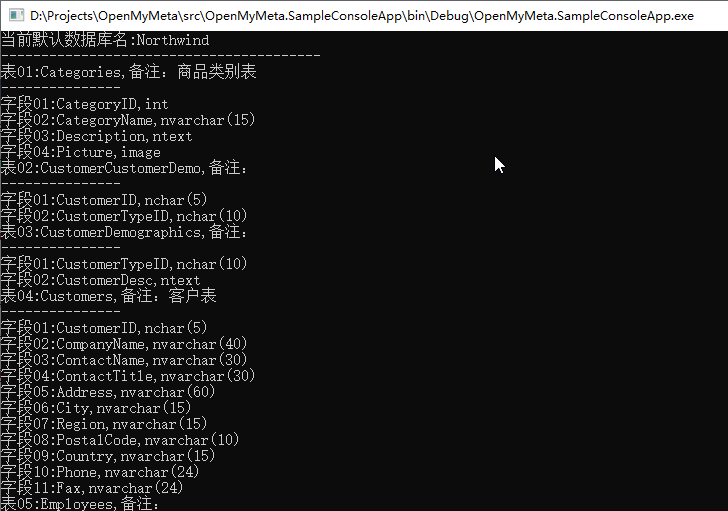 D:\Projects\OpenMyMeta\src\OpenMyMeta.SampleConsoleApp\bin\Debug\OpenMyMeta.SampleConsoleApp.exe
当前默认数据库名:Northwind
----------------------------------------
表01:Categories,备注: 商品类别表
---------------
字段01:CategoryID,int
字段02:CategoryName,nvarchar(15)
字段03:Description,ntext
字段04:Picture,image
表02:CustomerCustomerDemo,备注:
---------------
字段01:CustomerID,nchar(5)
字段02:CustomerTypeID,nchar(10)
表03:CustomerDemographics,备注:
---------------
字段01:CustomerTypeID,nchar(10)
字段02:CustomerDesc,ntext
表04:Customers,备注: 客户表
---------------
字段01:CustomerID,nchar(5)
字段02:CompanyName,nvarchar(40)
字段03:ContactName,nvarchar(30)
字段04:ContactTitle,nvarchar(30)
字段05:Address,nvarchar(60)
字段06:City,nvarchar(15)
字段07:Region,nvarchar(15)
字段08:PostalCode,nvarchar(10)
字段09:Country,nvarchar(15)
字段10:Phone,nvarchar(24)
字段11:Fax,nvarchar(24)
表05:Employees,备注: